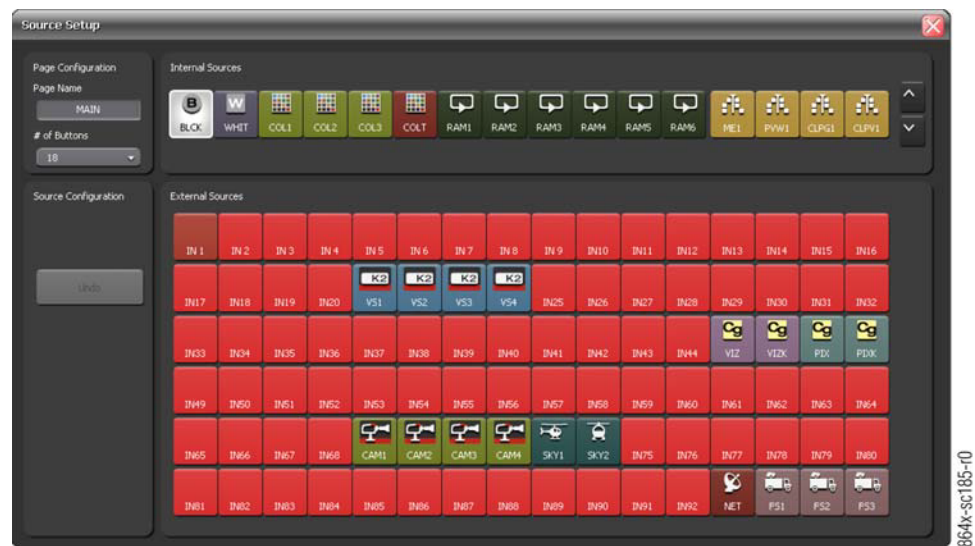 Source Setup
Page Configuration
Page Name
MAIN
# of Buttons
18
Internal Sources
B W
BLCK WHIT COL1 COL2 COL3 COLT RAM1 RAM2 RAM3 RAM4 RAM5 RAM6 ME1 PVW1 CLPG1 CLPV1
Source Configuration
Undo
External Sources
IN 1 IN 2 IN 3 IN 4 IN 5 IN 6 IN 7 IN 8 IN 9 IN10 IN11 IN12 IN13 IN14 IN15 IN16
K2 K2 K2 K2
IN17 IN18 IN19 IN20 VS1 VS2 VS3 VS4 IN25 IN26 IN27 IN28 IN29 IN30 IN31 IN32
Cg Cg Cg Cg
IN33 IN34 IN35 IN36 IN37 IN38 IN39 IN40 IN41 IN42 IN43 IN44 VIZ VIZK PIX PIXK
IN49 IN50 IN51 IN52 IN53 IN54 IN55 IN56 IN57 IN58 IN59 IN60 IN61 IN62 IN63 IN64
IN65 IN66 IN67 IN68 CAM1 CAM2 CAM3 CAM4 SKY1 SKY2 IN75 IN76 IN77 IN78 IN79 IN80
IN81 IN82 IN83 IN84 IN85 IN86 IN87 IN88 IN89 IN90 IN91 IN92 NET FS1 FS2 FS3
864x-sc185-r0